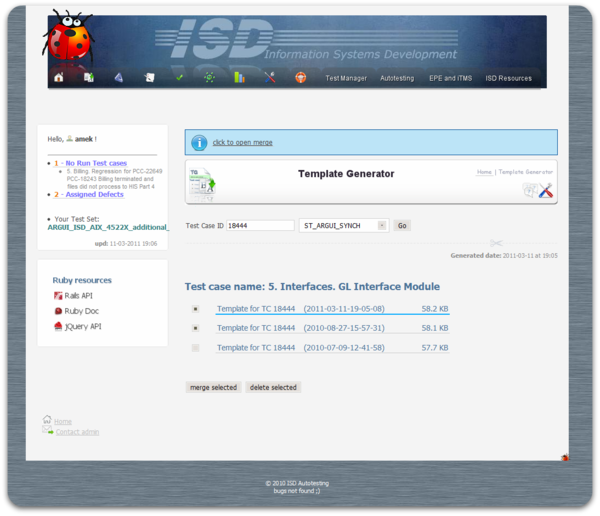 ISD
Information Systems Development
Test Manager
Autotesting
EPE and ITMS
ISD Resources
Hello, amek !
1 - No Run Test cases
5. Billing. Regression for PCC-22649
PCC-18243 Billing terminated and
files did not process to HIS Part 4
2 - Assigned Defects
Your Test Set:
ARGUI_ISD_AIX_4522X_additional_
upd: 11-03-2011 19:06
Ruby resources
Rails API
Ruby Doc
jQuery API
Home
Contact admin
click to open merge
TG
Template Generator
Home | Template Generator
Test Case ID 18444 ST_ARGUI_SYNCH Go
Generated date: 2011-03-11 at 19:05
Test case name: 5. Interfaces. GL Interface Module
Template for TC 18444 (2011-03-11-19-05-08) 58.2 KB
Template for TC 18444 (2010-08-27-15-57-31) 58.1 KB
Template for TC 18444 (2010-07-09-12-41-58) 57.7 KB
merge selected delete selected
© 2010 ISD Autotesting
bugs not found ;)